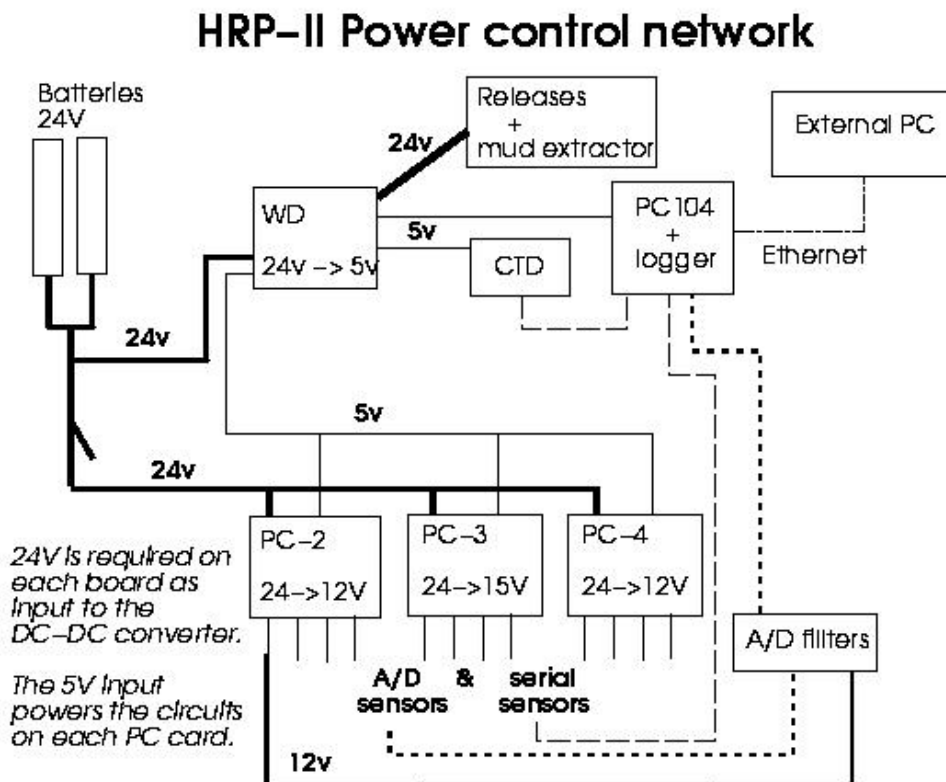 HRP-II Power control network
Batteries
24V
Releases
+
mud extractor
External PC
24v
WD
24v -> 5v
5v
CTD
PC104
+
logger
Ethernet
24v
5v
24v
PC-2
24->12V
PC-3
24->15V
PC-4
24->12V
24V is required on
each board as
input to the
DC-DC converter.
The 5V input
powers the circuits
on each PC card.
A/D & serial
sensors sensors
A/D fillters
12v